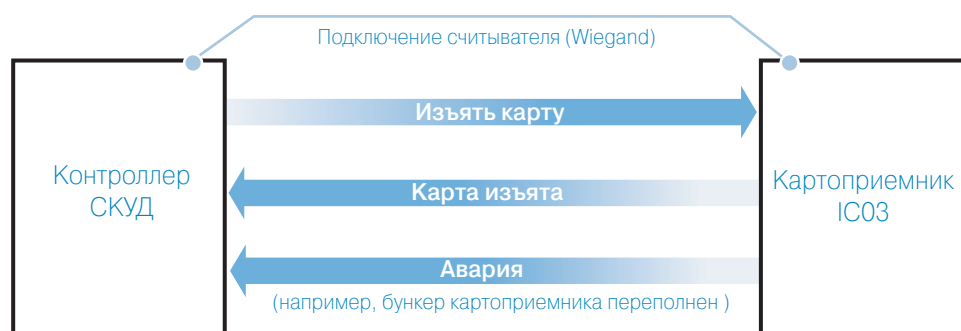 Подключение считывателя (Wiegand)
Изъять карту
Контроллер
СКУД
Карта изъята
Картоприемник
IC03
Авария
(например, бункер картоприемника переполнен )